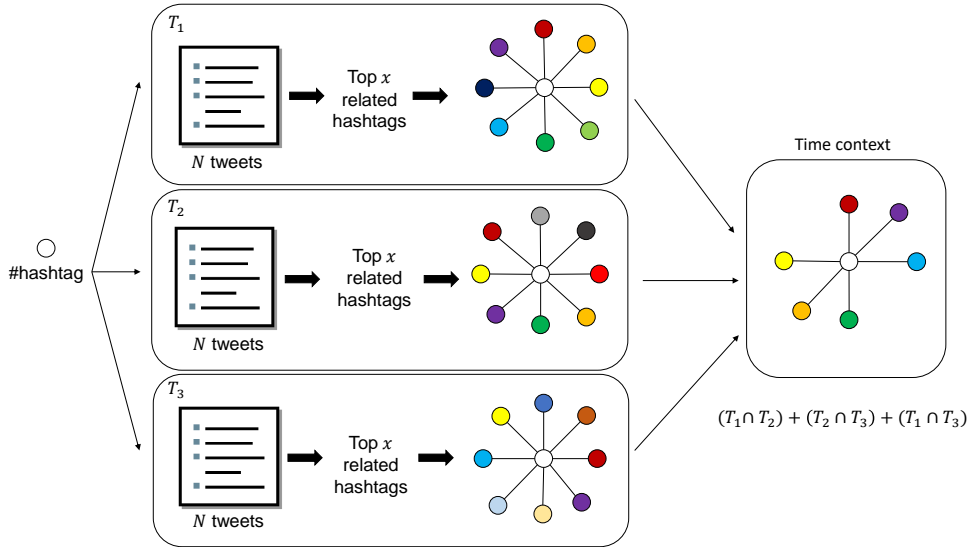 T₁
N tweets
Top x
related
hashtags
T₂
N tweets
Top x
related
hashtags
T₃
N tweets
Top x
related
hashtags
#hashtag
Time context
(T₁∩ T₂) + (T₂ ∩ T₃) + (T₁ ∩ T₃)